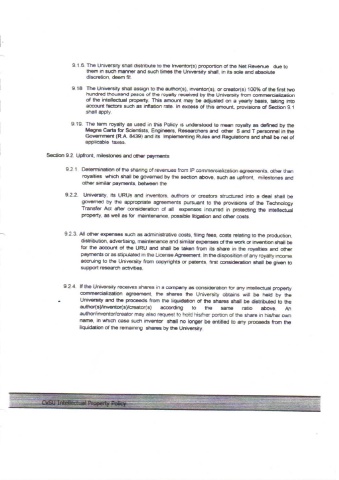 9.1.8. The University shall distribute to the Inventor(s) proportion of the Net Revenue due to
them in such manner and such times the University shall, in its sole and absolute
discretion, deem fit.
9.18 The University shall assign to the author(s), inventor(s), or creator(s) 100% of the first two
hundred thousand pesos of the royalty received by the University from commercialization
of the intellectual property. This amount may be adjusted on a yearly basis, taking into
account factors such as inflation rate. In excess of this amount, provisions of Section 9.1
shall apply.
9.19. The term royalty as used in this Policy is understood to mean royalty as defined by the
Magna Carta for Scientists, Engineers, Researchers and other S and T personnel in the
Government (R.A. 8439) and its Implementing Rules and Regulations and shall be net of
applicable taxes.
Section 9.2. Upfront, milestones and other payments
9.2.1. Determination of the sharing of revenues from IP commercialization agreements, other than
royalties which shall be governed by the section above, such as upfront, milestones and
other similar payments, between the
9.2.2. University, its URUs and inventors, authors or creators structured into a deal shall be
governed by the appropriate agreements pursuant to the provisions of the Technology
Transfer Act after consideration of all expenses incurred in protecting the intellectual
property, as well as for maintenance, possible litigation and other costs
9.2.3. All other expenses such as administrative costs, filing fees, costs relating to the production,
distribution, advertising, maintenance and similar expenses of the work or invention shall be
for the account of the URU and shall be taken from its share in the royalties and other
payments or as stipulated in the License Agreement. In the disposition of any royalty income
accruing to the University from copyrights or patents, first consideration shall be given to
support research activities.
9.2.4. If the University receives shares in a company as consideration for any intellectual property
commercialization agreement, the shares the University obtains will be held by the
University and the proceeds from the liquidation of the shares shall be distributed to the
author(s)/inventor(s)/creator(s) according to the same ratio above. An
author/inventor/creator may also request to hold his/her portion of the share in his/her own
name, in which case such inventor shall no longer be entitled to any proceeds from the
liquidation of the remaining shares by the University.
CvSU Intellectual Property Policy